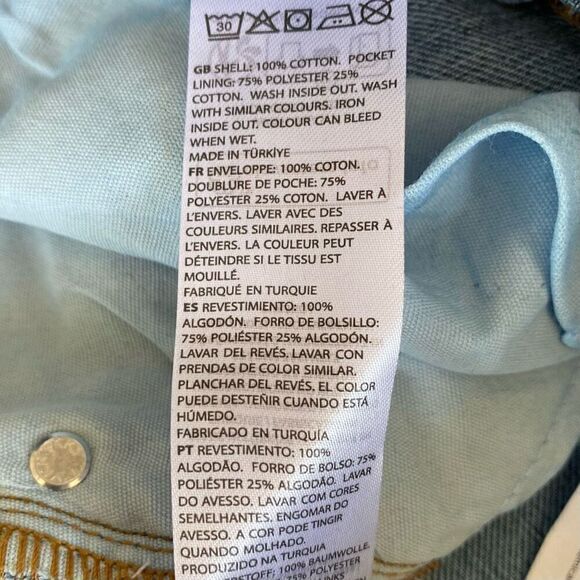 30
GB SHELL: 100% COTTON. POCKET
LINING: 75% POLYESTER 25%
COTTON. WASH INSIDE OUT. WASH
WITH SIMILAR COLOURS. IRON
INSIDE OUT. COLOUR CAN BLEED
WHEN WET.
MADE IN TÜRKİYE
FR ENVELOPPE: 100% COTON.
DOUBLURE DE POCHE: 75%
POLYESTER 25% COTON. LAVER À
L'ENVERS. LAVER AVEC DES
COULEURS SIMILAIRES. REPASSER À
L'ENVERS. LA COULEUR PEUT
DÉTEINDRE SI LE TISSU EST
MOUILLÉ.
FABRIQUÉ EN TURQUIE
ES REVESTIMIENTO: 100%
ALGODÓN. FORRO DE BOLSILLO:
75% POLIÉSTER 25% ALGODÓN.
LAVAR DEL REVÉS. LAVAR CON
PRENDAS DE COLOR SIMILAR.
PLANCHAR DEL REVÉS. EL COLOR
PUEDE DESTEÑIR CUANDO ESTÁ
HÚMEDO.
FABRICADO EN TURQUÍA
PT REVESTIMENTO: 100%
ALGODÃO. FORRO DE BOLSO: 75%
POLIÉSTER 25% ALGODÃO. LAVAR
DO AVESSO. LAVAR COM CORES
SEMELHANTES. ENGOMAR DO
AVESSO. A COR PODE TINGIR
QUANDO MOLHADO.
PRODUZIDO NA TURQUIA
100% BAUMWOLLE.
75% POLYESTER